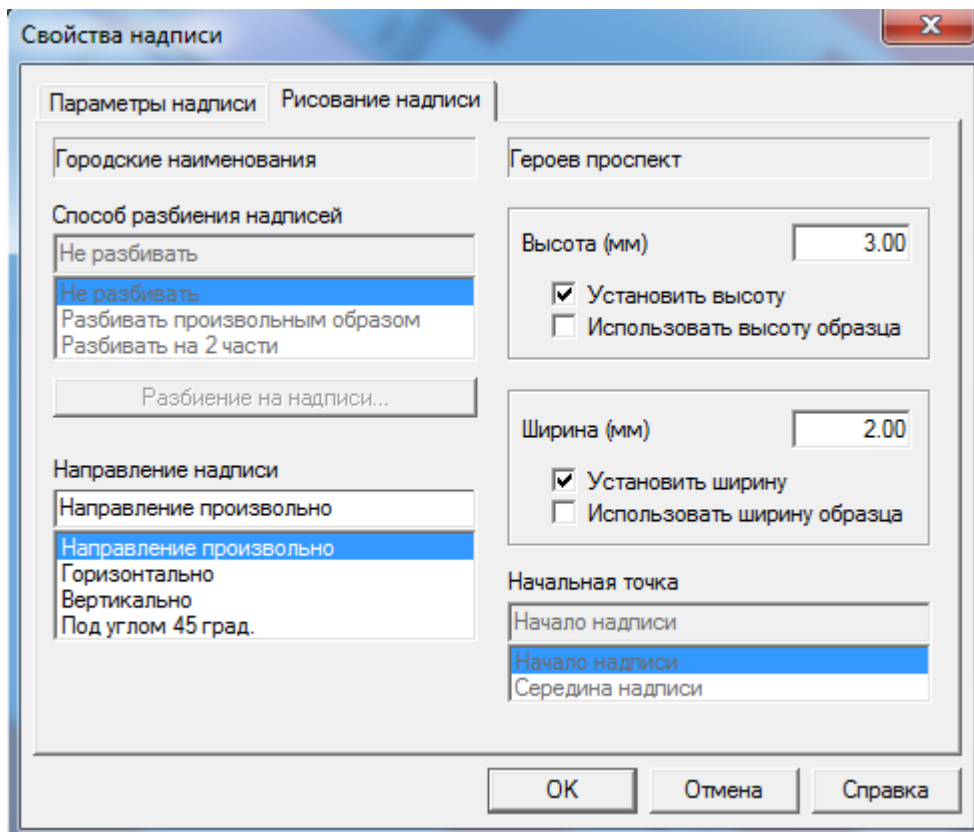 Свойства надписи
Параметры надписи
Рисование надписи
Городские наименования
Способ разбиения надписей
Не разбивать
Не разбивать
Разбивать произвольным образом
Разбивать на 2 части
Разбиение на надписи...
Направление надписи
Направление произвольно
Направление произвольно
Горизонтально
Вертикально
Под углом 45 град.
Героев проспект
Высота (мм) 3.00
Установить высоту
Использовать высоту образца
Ширина (мм) 2.00
Установить ширину
Использовать ширину образца
Начальная точка
Начало надписи
Начало надписи
Середина надписи
OK
Отмена
Справка